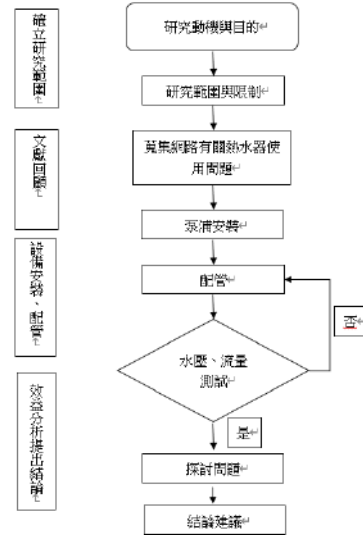 確立研究範圍
文獻回顧
設備安裝、配管
效益分析提出結論
研究動機與目的
研究範圍與限制
蒐集網路有關熱水器使
用問題
泵浦安裝
配管
否
水壓、流量
測試
是
探討問題
結論建議